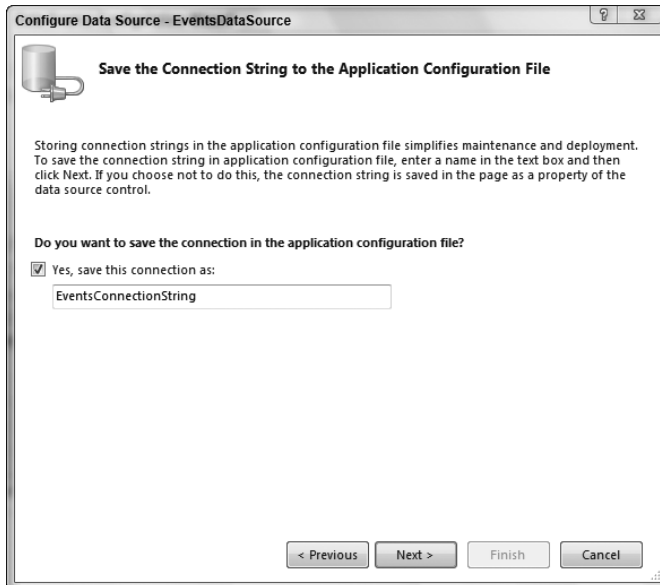 Configure Data Source - EventsDataSource
Save the Connection String to the Application Configuration File
Storing connection strings in the application configuration file simplifies maintenance and deployment.
To save the connection string in application configuration file, enter a name in the text box and then
click Next. If you choose not to do this, the connection string is saved in the page as a property of the
data source control.
Do you want to save the connection in the application configuration file?
Yes, save this connection as:
EventsConnectionString
< Previous Next > Finish Cancel